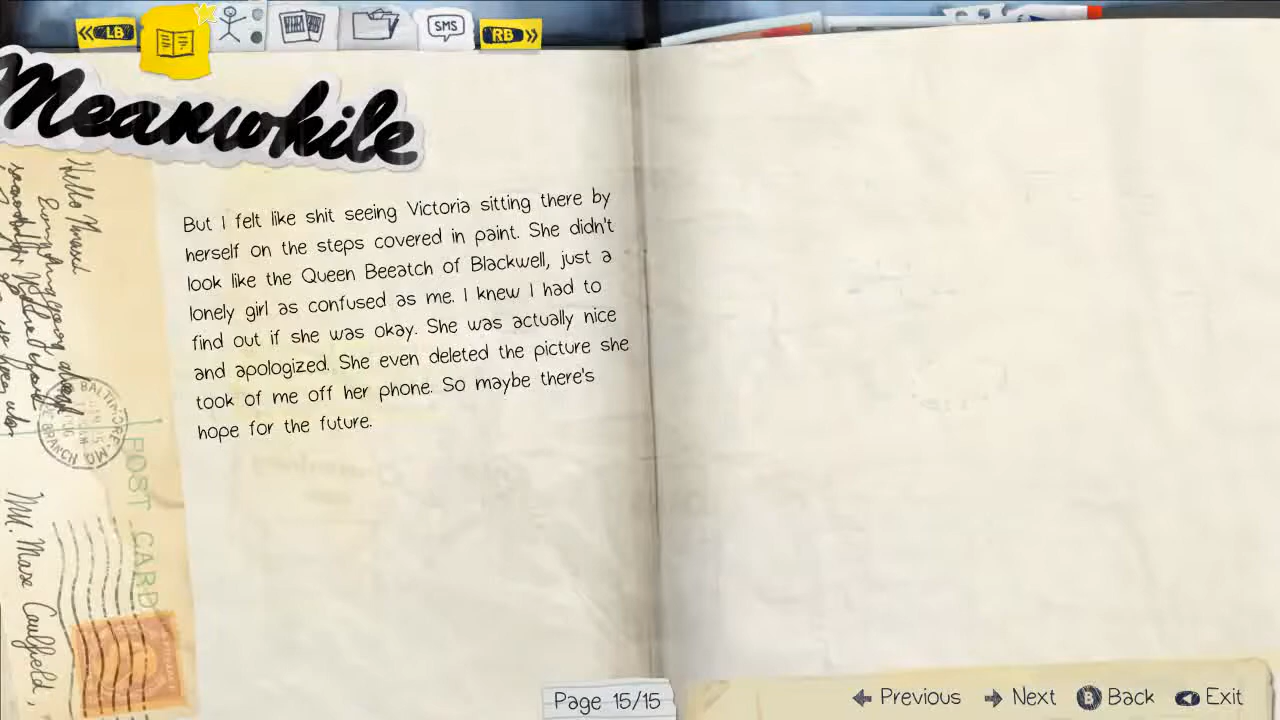 LB
SMS
RB
Meanwhile
But I felt like shit seeing Victoria sitting there by
herself on the steps covered in paint. She didn't
look like the Queen Beeatch of Blackwell, just a
lonely girl as confused as me. I knew I had to
find out if she was okay. She was actually nice
and apologized. She even deleted the picture she
took of me off her phone. So maybe there's
hope for the future.
Hello
BALTIMORE, MD
BRANCH
POST CARD
Max Caulfield,
Page 15/15
Previous
Next
B Back
Exit